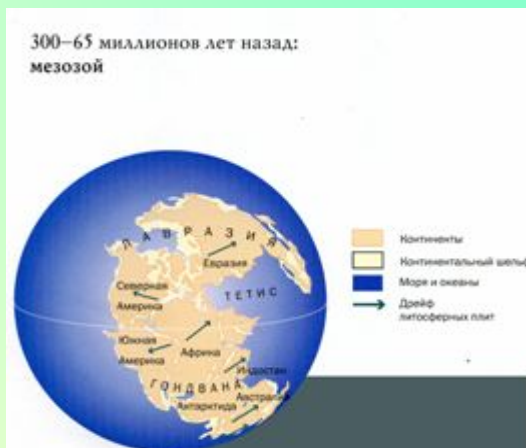 300–65 миллионов лет назад:
мезозой
ЛАВРАЗИЯ
Евразия
ТЕТИС
Северная
Америка
Южная
Америка
Африка
Индостан
ГОНДВАНА
Австралия
Антарктида
Континенты
Континентальный шельф
Моря и океаны
Дрейф
литосферных плит